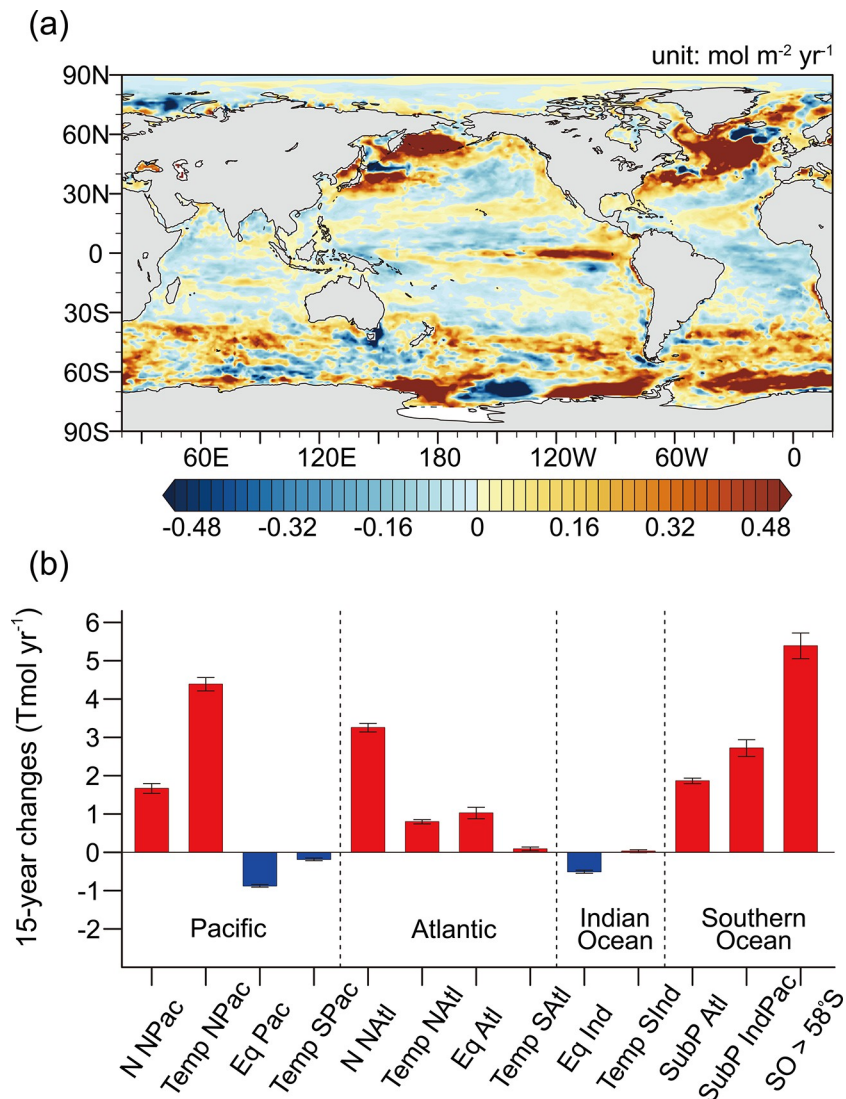 (a)
unit: mol m⁻² yr⁻¹
90N
60N
30N
0
30S
60S
90S
60E 120E 180 120W 60W 0
-0.48 -0.32 -0.16 0 0.16 0.32 0.48
(b)
15-year changes (Tmol yr⁻¹)
6
5
4
3
2
1
0
-1
-2
Pacific
Atlantic
Indian
Ocean
Southern
Ocean
N NPac
Temp NPac
Eq Pac
Temp SPac
N NAtl
Temp NAtl
Eq Atl
Temp SAtl
Eq Ind
Temp SInd
SubP Atl
SubP IndPac
SO > 58°S